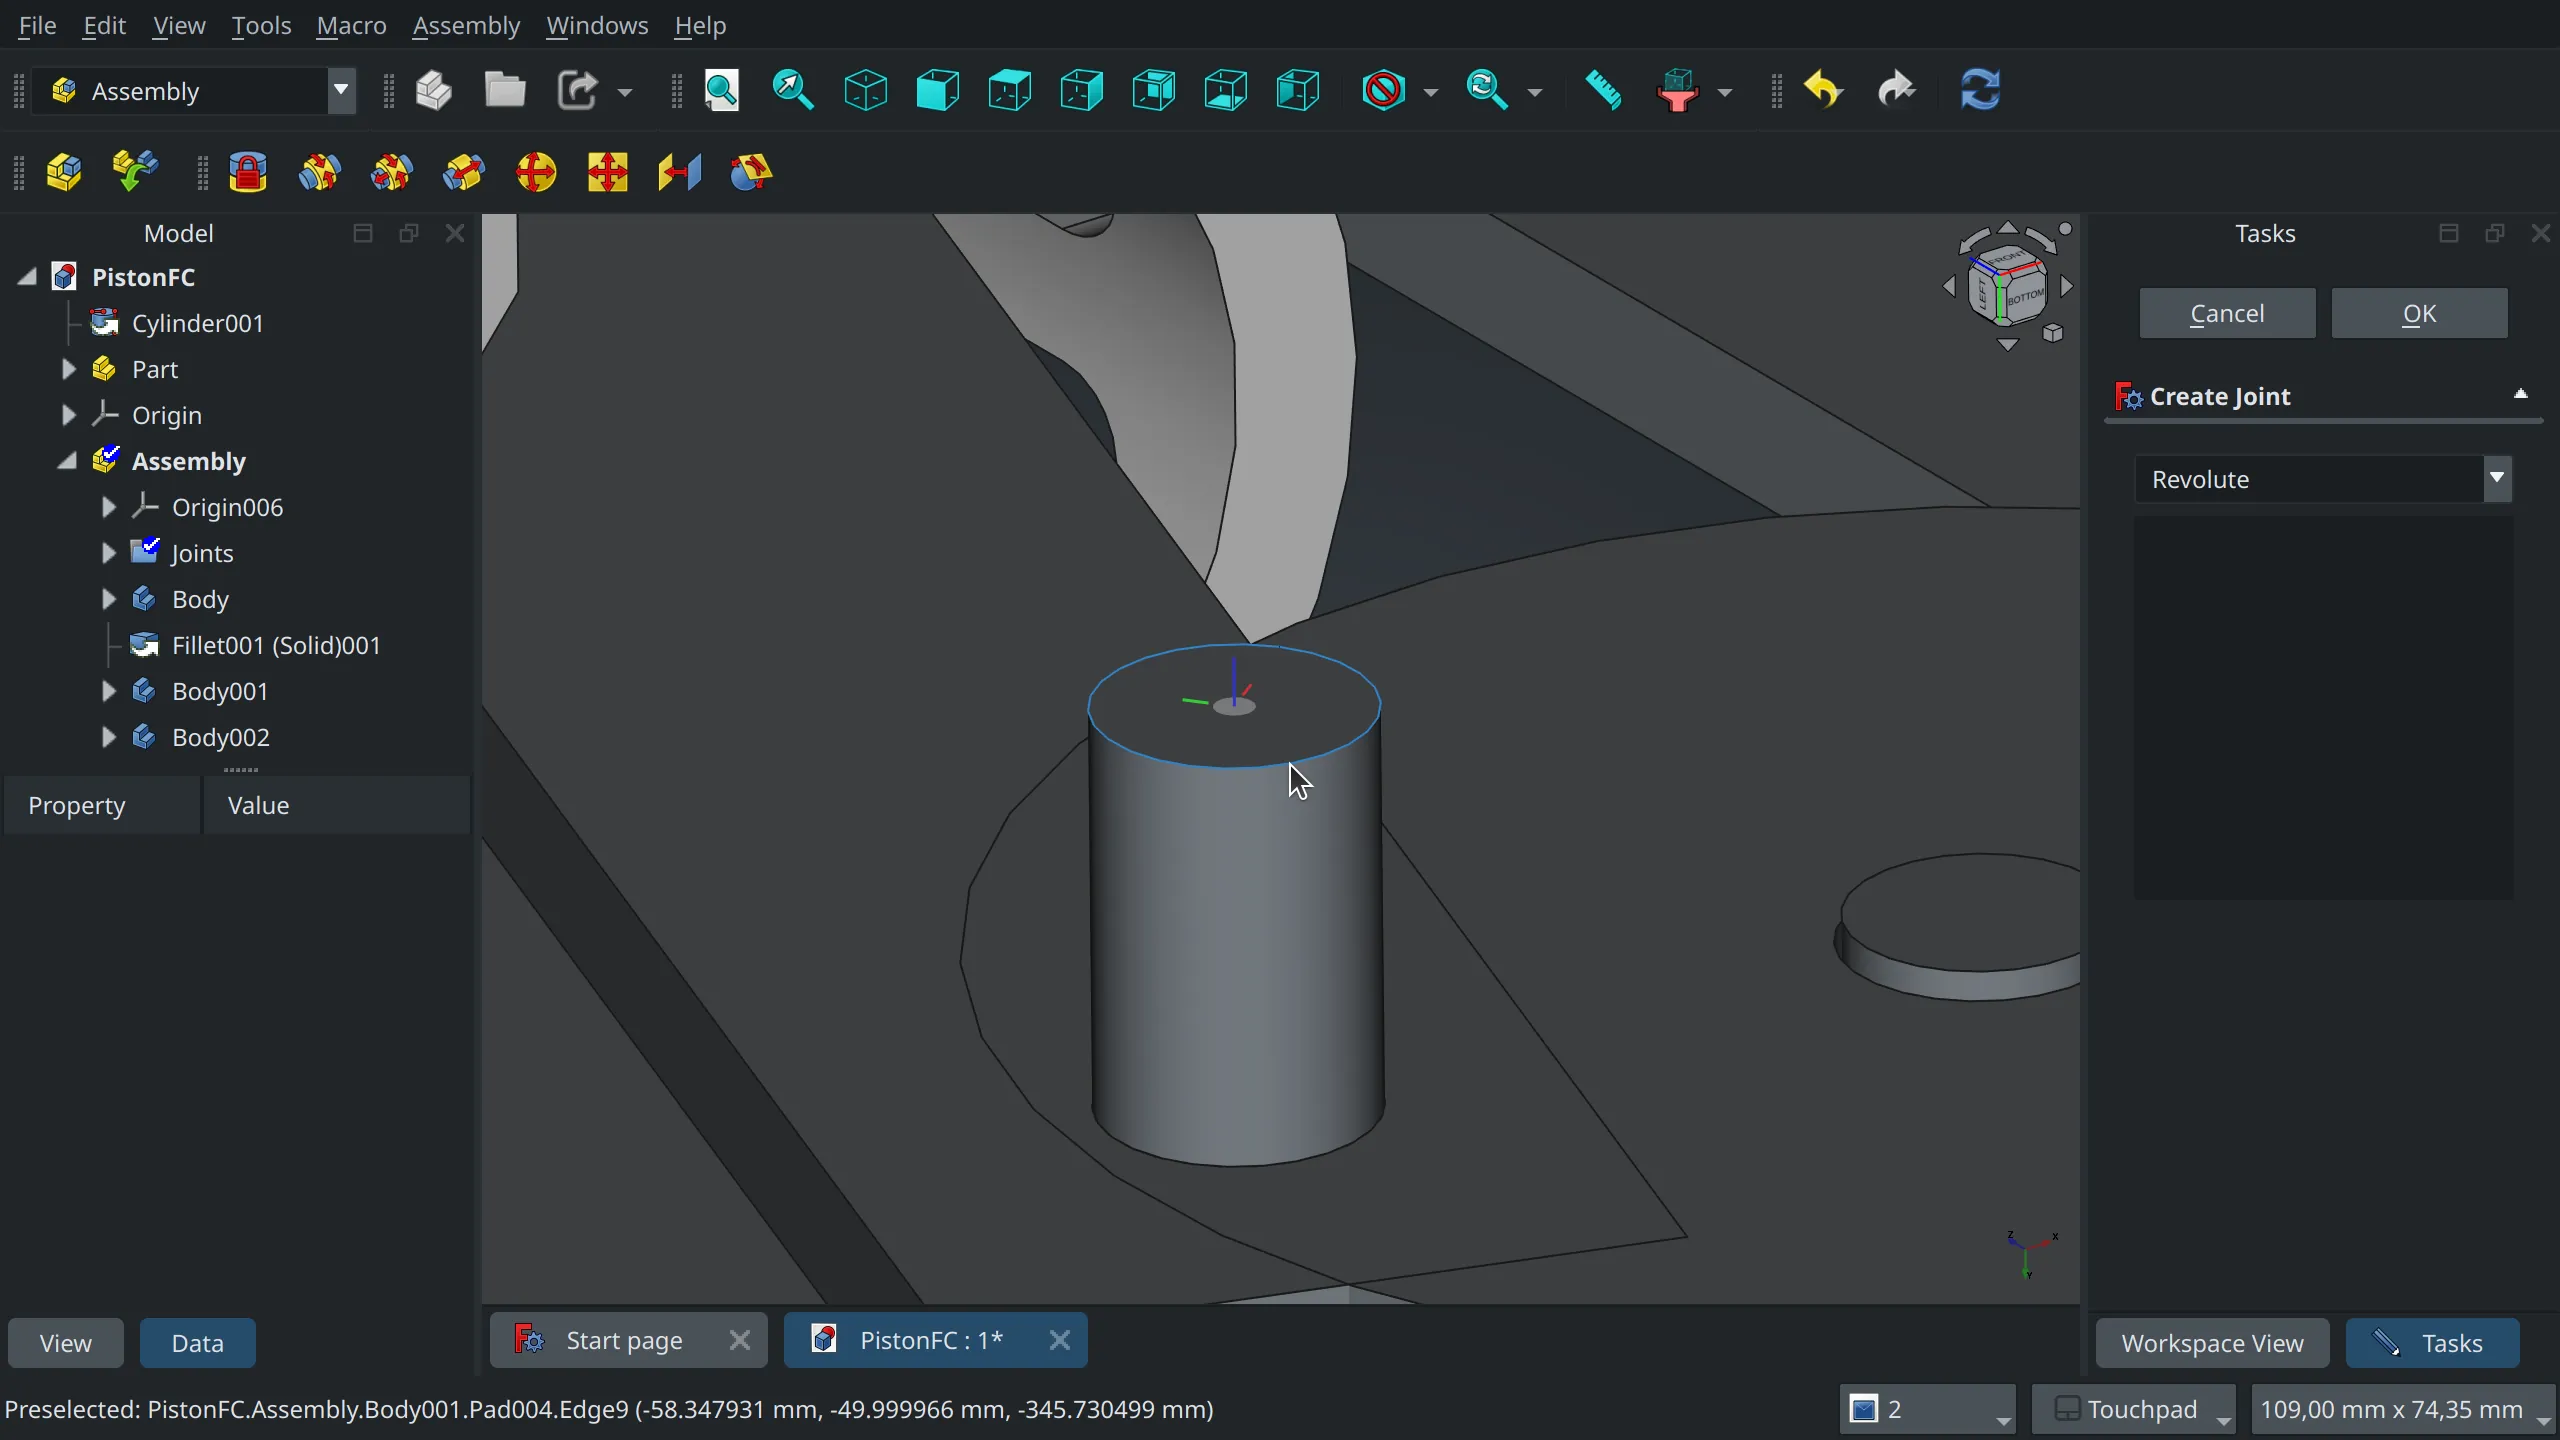 File Edit View Tools Macro Assembly Windows Help
Assembly
Model
PistonFC
Cylinder001
Part
Origin
Assembly
Origin006
Joints
Body
Fillet001 (Solid)001
Body001
Body002
Property Value
View Data
FRONT
LEFT
BOTTOM
Z X
Y
Start page
PistonFC : 1*
Tasks
Cancel OK
Create Joint
Revolute
Workspace View Tasks
Preselected: PistonFC.Assembly.Body001.Pad004.Edge9 (-58.347931 mm, -49.999966 mm, -345.730499 mm)
2
Touchpad
109,00 mm x 74,35 mm